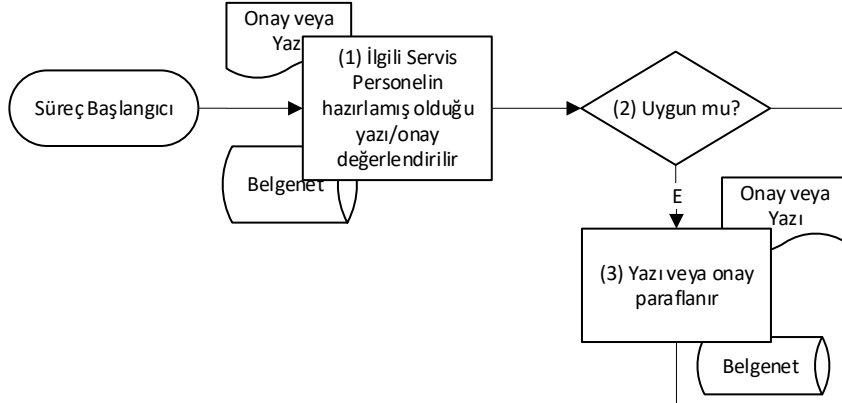 Onay veya
Yazı
Süreç Başlangıcı
(1) İlgili Servis
Personelin
hazırlamış olduğu
yazı/onay
değerlendirilir
Belgenet
(2) Uygun mu?
E
Onay veya
Yazı
(3) Yazı veya onay
paraflanır
Belgenet